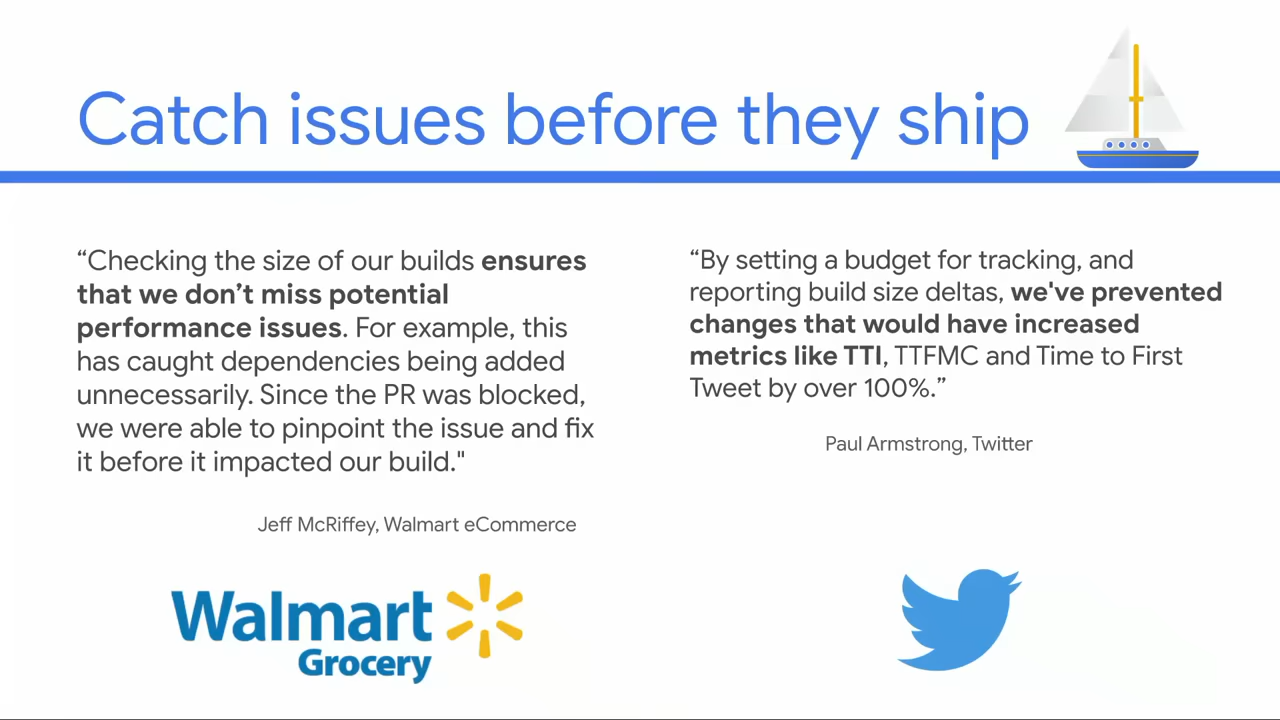 Catch issues before they ship
“Checking the size of our builds ensures
that we don’t miss potential
performance issues. For example, this
has caught dependencies being added
unnecessarily. Since the PR was blocked,
we were able to pinpoint the issue and fix
it before it impacted our build."
Jeff McRiffey, Walmart eCommerce
Walmart
Grocery
“By setting a budget for tracking, and
reporting build size deltas, we've prevented
changes that would have increased
metrics like TTI, TTFMC and Time to First
Tweet by over 100%.”
Paul Armstrong, Twitter